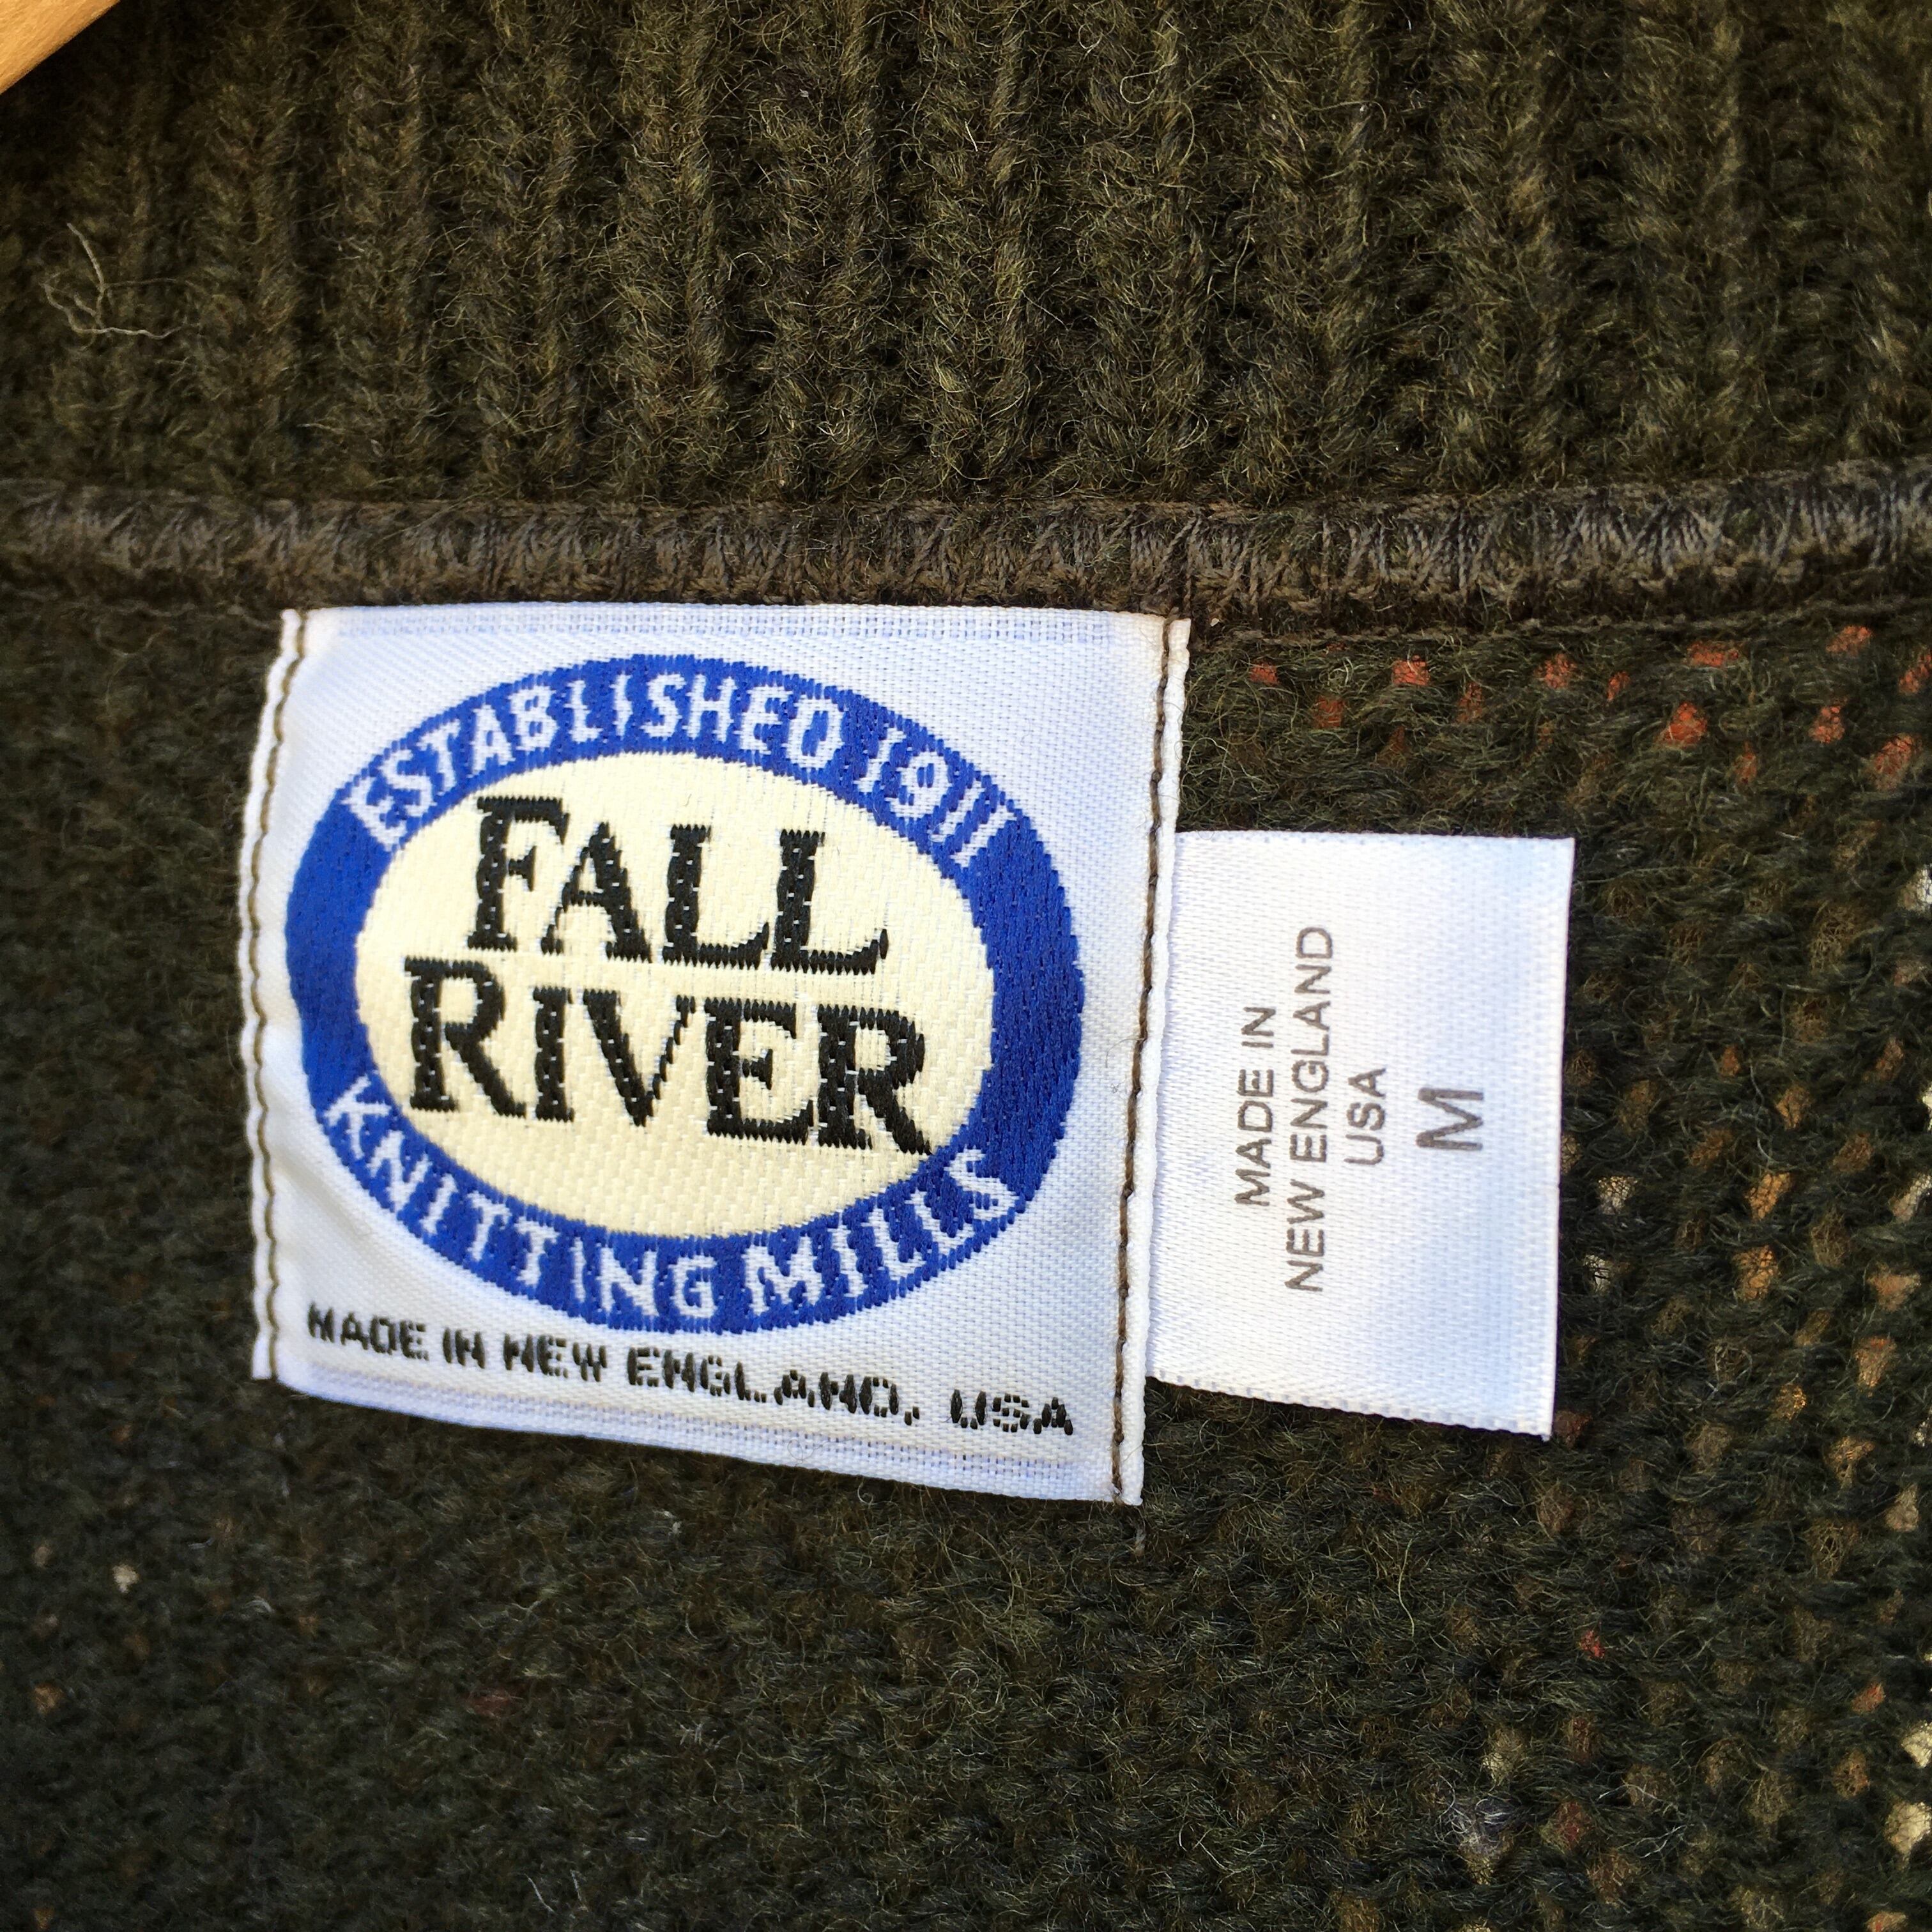 ESTABLISHED 1911
FALL
RIVER
KNITTING MILLS
MADE IN NEW ENGLAND, USA
MADE IN
NEW ENGLAND
USA
M